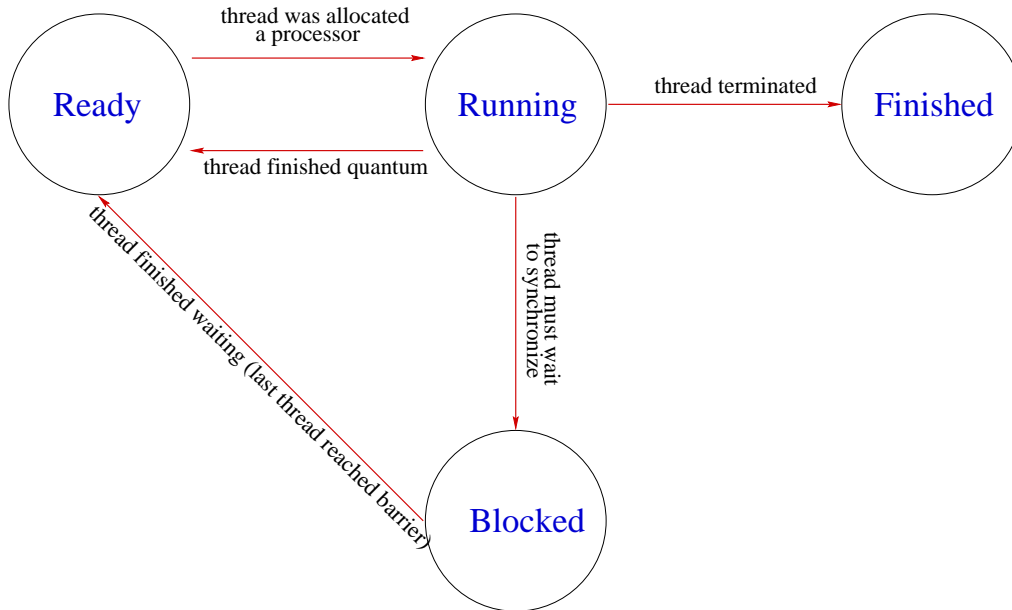 thread was allocated
a processor
Ready
Running
thread terminated
Finished
thread finished quantum
thread must wait
to synchronize
thread finished waiting (last thread reached barrier)
Blocked